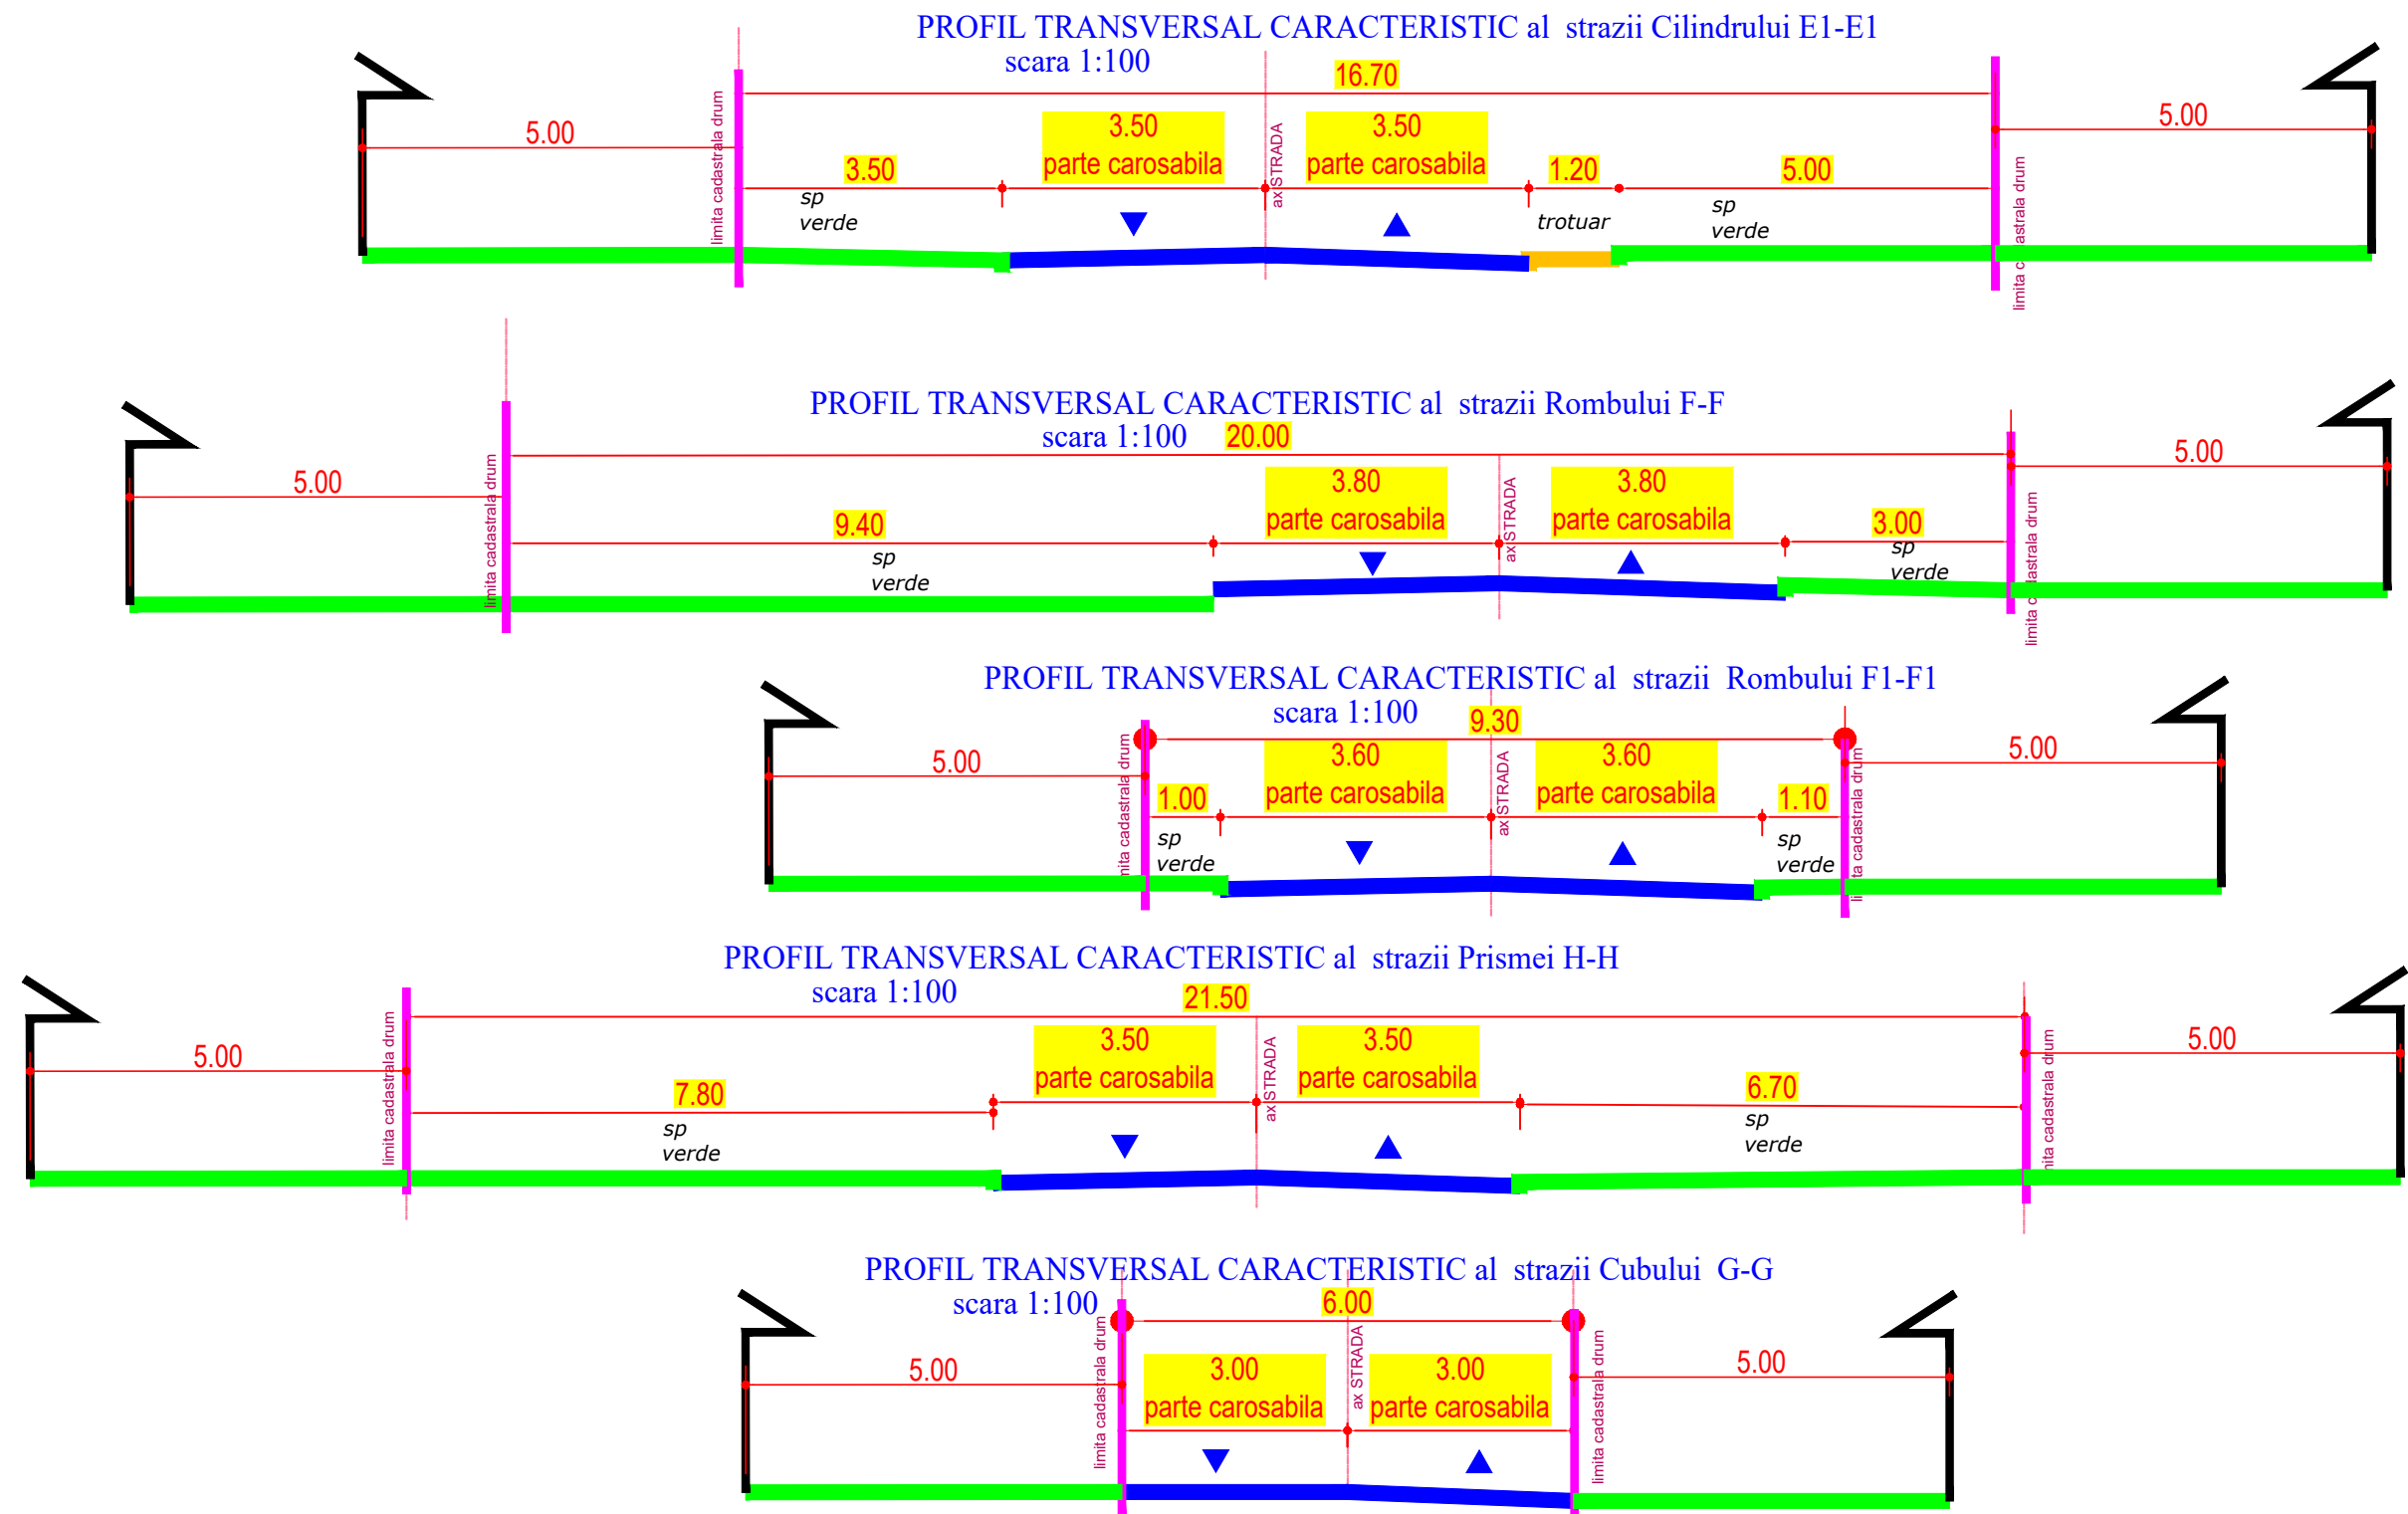 PROFIL TRANSVERSAL CARACTERISTIC al strazii Cilindrului E1-E1
scara 1:100
16.70
5.00
limita cadastrala drum
3.50
sp
verde
3.50
parte carosabila
ax STRADA
3.50
parte carosabila
1.20
trotuar
5.00
sp
verde
limita cadastrala drum
5.00
PROFIL TRANSVERSAL CARACTERISTIC al strazii Rombului F-F
scara 1:100
20.00
5.00
limita cadastrala drum
9.40
sp
verde
3.80
parte carosabila
ax STRADA
3.80
parte carosabila
3.00
sp
verde
limita cadastrala drum
5.00
PROFIL TRANSVERSAL CARACTERISTIC al strazii Rombului F1-F1
scara 1:100
9.30
5.00
limita cadastrala drum
1.00
sp
verde
3.60
parte carosabila
ax STRADA
3.60
parte carosabila
1.10
sp
verde
limita cadastrala drum
5.00
PROFIL TRANSVERSAL CARACTERISTIC al strazii Prismei H-H
scara 1:100
21.50
5.00
limita cadastrala drum
7.80
sp
verde
3.50
parte carosabila
ax STRADA
3.50
parte carosabila
6.70
sp
verde
limita cadastrala drum
5.00
PROFIL TRANSVERSAL CARACTERISTIC al strazii Cubului G-G
scara 1:100
6.00
5.00
limita cadastrala drum
3.00
parte carosabila
ax STRADA
3.00
parte carosabila
limita cadastrala drum
5.00